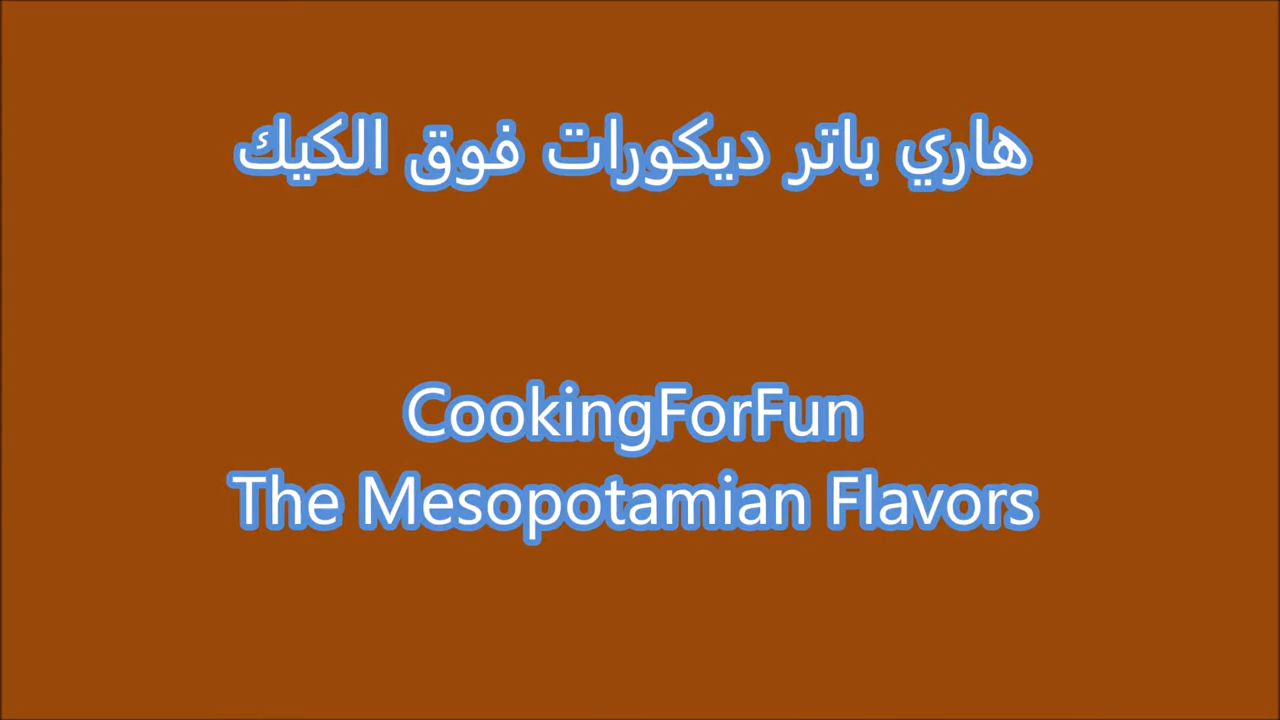 هاري باتر ديكورات فوق الكيك
CookingForFun
The Mesopotamian Flavors